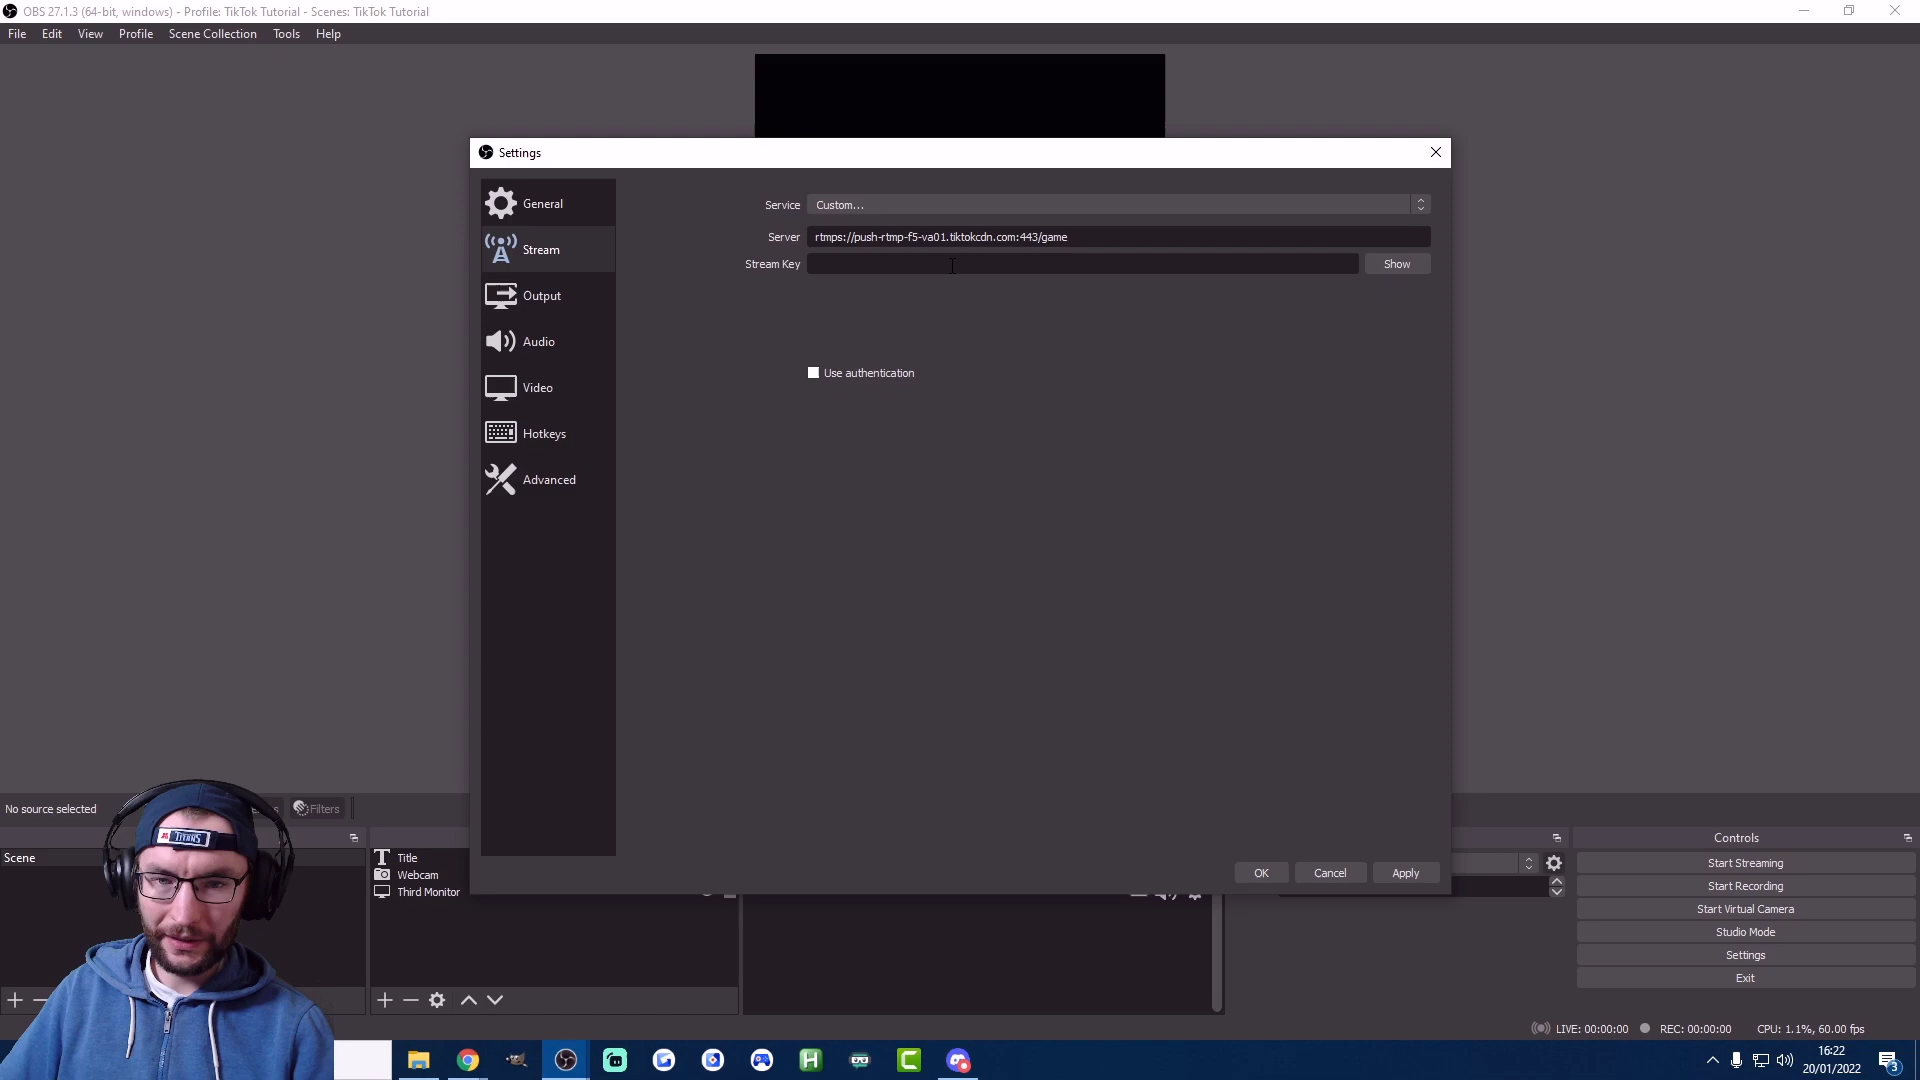 OBS 27.1.3 (64-bit, windows) - Profile: TikTok Tutorial - Scenes: TikTok Tutorial
File Edit View Profile Scene Collection Tools Help
Settings
General
Stream
Output
Audio
Video
Hotkeys
Advanced
Service Custom...
Server rtmps://push-rtmp-f5-va01.tiktokcdn.com:443/game
Stream Key Show
Use authentication
OK Cancel Apply
No source selected
Filters
Scene
Title
Webcam
Third Monitor
Controls
Start Streaming
Start Recording
Start Virtual Camera
Studio Mode
Settings
Exit
LIVE: 00:00:00 REC: 00:00:00 CPU: 1.1%, 60.00 fps
TITANS
16:22
20/01/2022
3